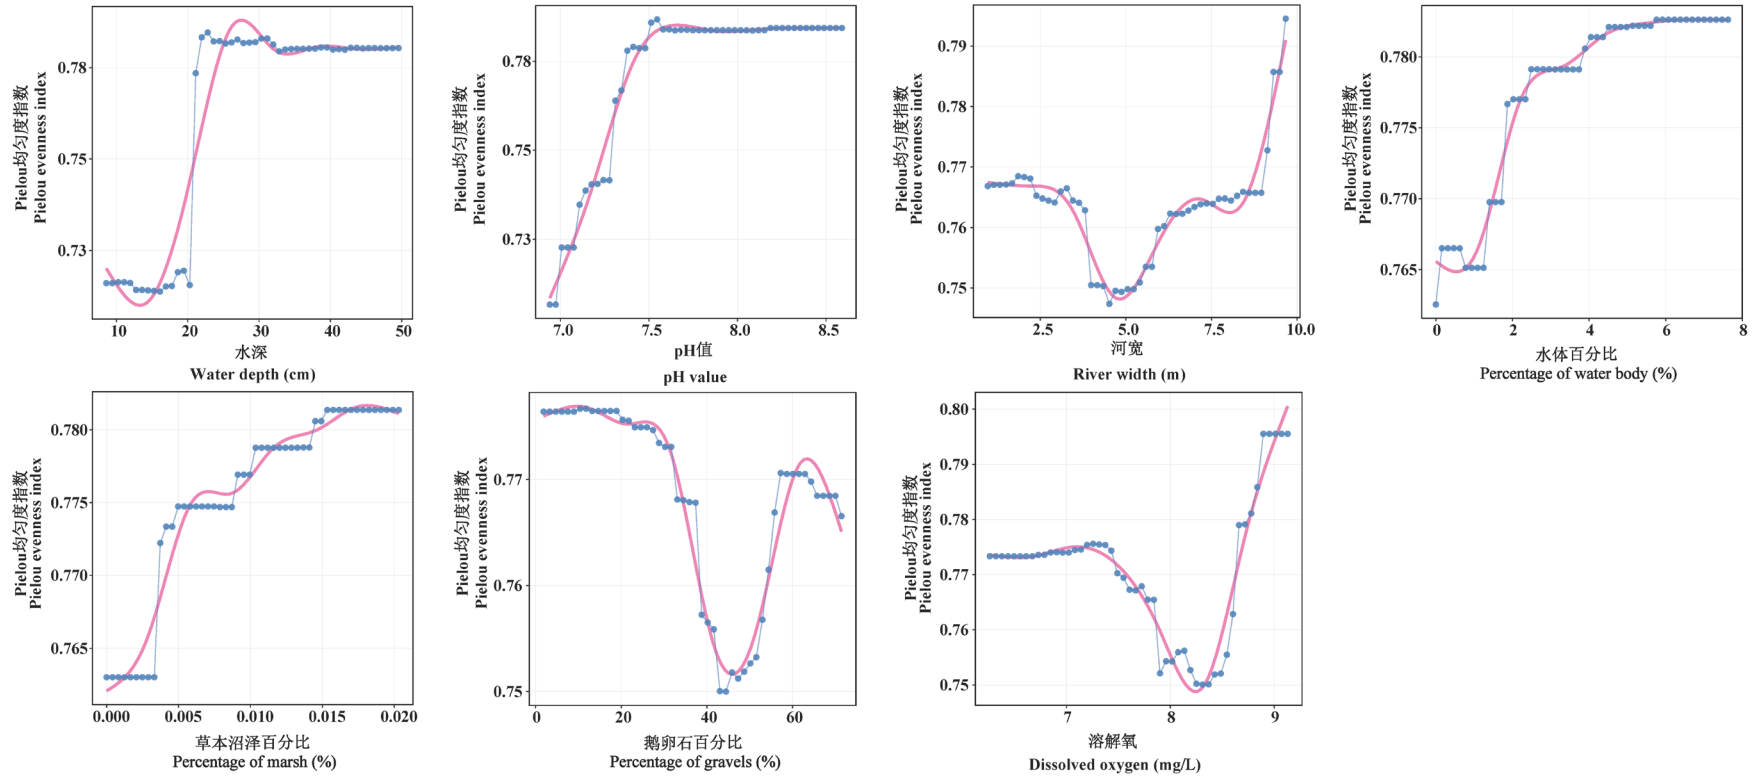 Pielou均匀度指数
Pielou evenness index
0.78
0.75
0.73
10 20 30 40 50
水深
Water depth (cm)
Pielou均匀度指数
Pielou evenness index
0.78
0.75
0.73
7.0 7.5 8.0 8.5
pH值
pH value
Pielou均匀度指数
Pielou evenness index
0.79
0.78
0.77
0.76
0.75
2.5 5.0 7.5 10.0
河宽
River width (m)
Pielou均匀度指数
Pielou evenness index
0.780
0.775
0.770
0.765
0 2 4 6 8
水体百分比
Percentage of water body (%)
Pielou均匀度指数
Pielou evenness index
0.780
0.775
0.770
0.765
0.000 0.005 0.010 0.015 0.020
草本沼泽百分比
Percentage of marsh (%)
Pielou均匀度指数
Pielou evenness index
0.77
0.76
0.75
0 20 40 60
鹅卵石百分比
Percentage of gravels (%)
Pielou均匀度指数
Pielou evenness index
0.80
0.79
0.78
0.77
0.76
0.75
7 8 9
溶解氧
Dissolved oxygen (mg/L)